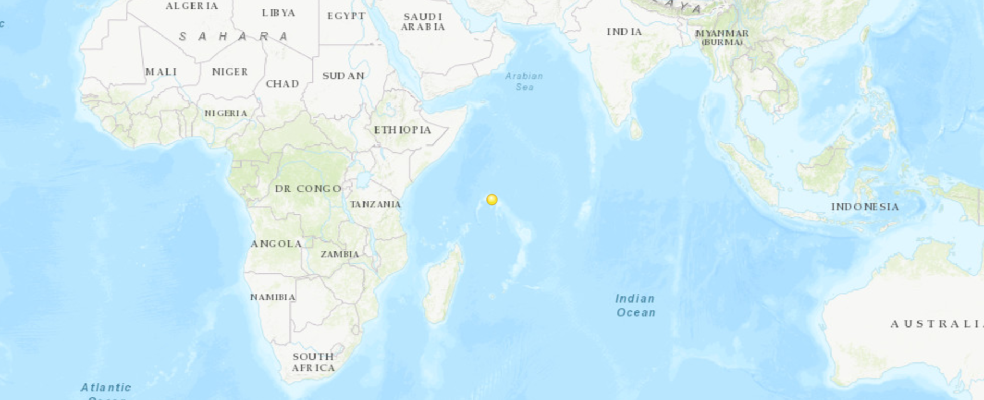 ALGERIA
LIBYA
EGYPT
SAUDI
ARABIA
SAHARA
INDIA
MYANMAR
(BURMA)
MALI
NIGER
CHAD
SUDAN
Arabian
Sea
NIGERIA
ETHIOPIA
DR CONGO
TANZANIA
INDONESIA
ANGOLA
ZAMBIA
NAMIBIA
Indian
Ocean
AUSTRALI
SOUTH
AFRICA
Atlantic